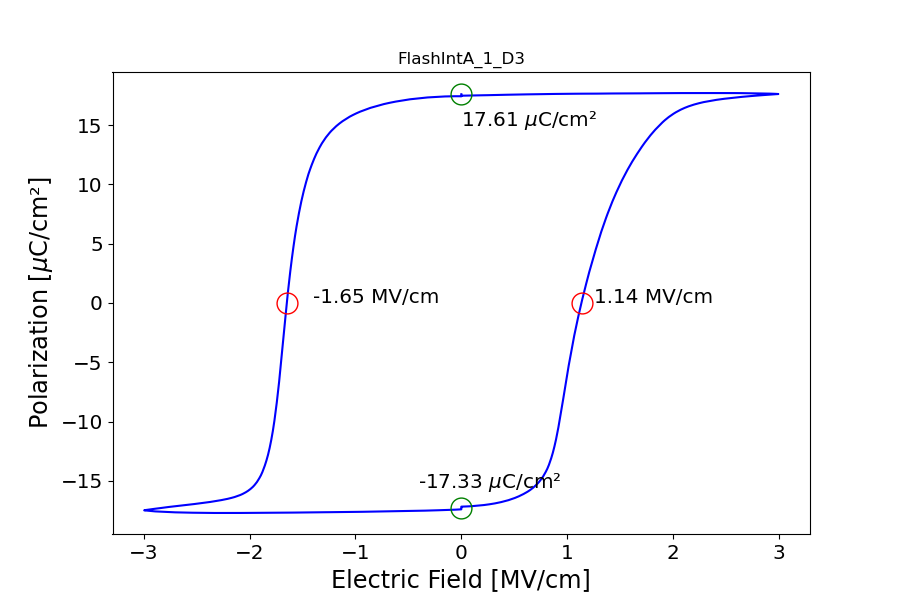 FlashIntA_1_D3
17.61 μC/cm²
-1.65 MV/cm
1.14 MV/cm
-17.33 μC/cm²
Polarization [μC/cm²]
15
10
5
0
−5
−10
−15
−3
−2
−1
0
1
2
3
Electric Field [MV/cm]